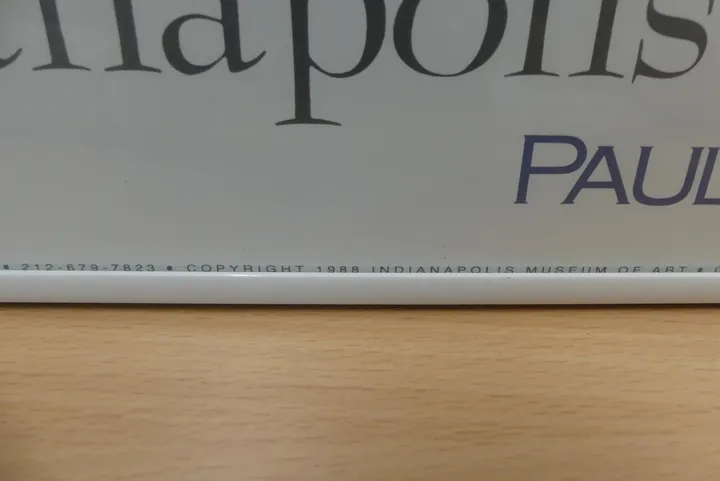 napolis
PAUL
• 212-679-7823 • COPYRIGHT 1988 INDIANAPOLIS MUSEUM OF ART •